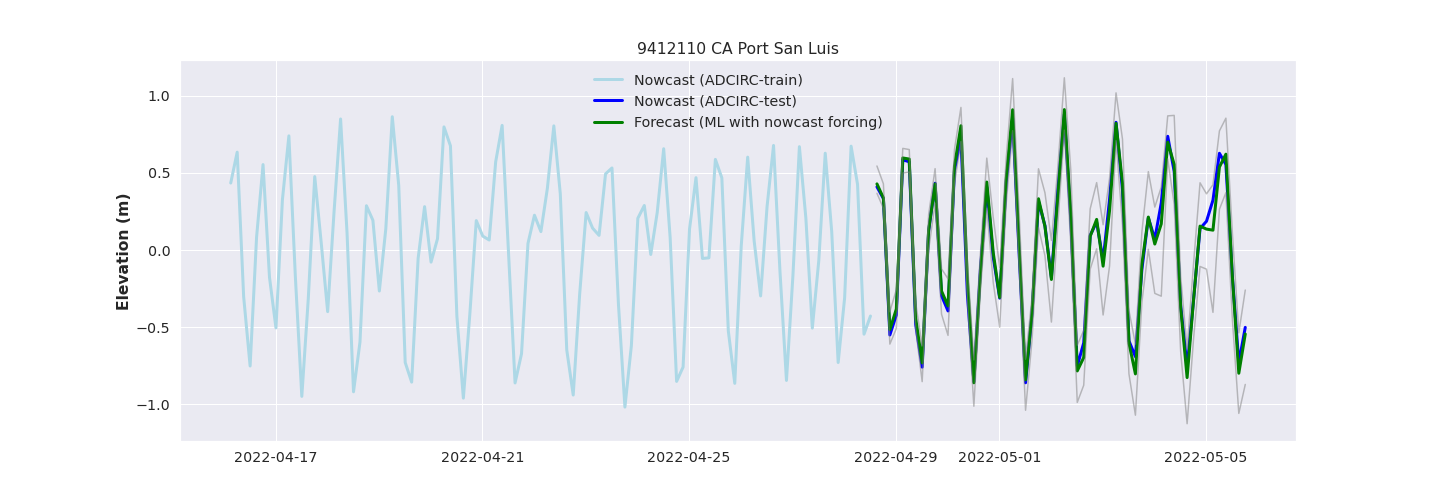 9412110 CA Port San Luis
Nowcast (ADCIRC-train)
Nowcast (ADCIRC-test)
Forecast (ML with nowcast forcing)
Elevation (m)
1.0
0.5
0.0
−0.5
−1.0
2022-04-17 2022-04-21 2022-04-25 2022-04-29 2022-05-01 2022-05-05